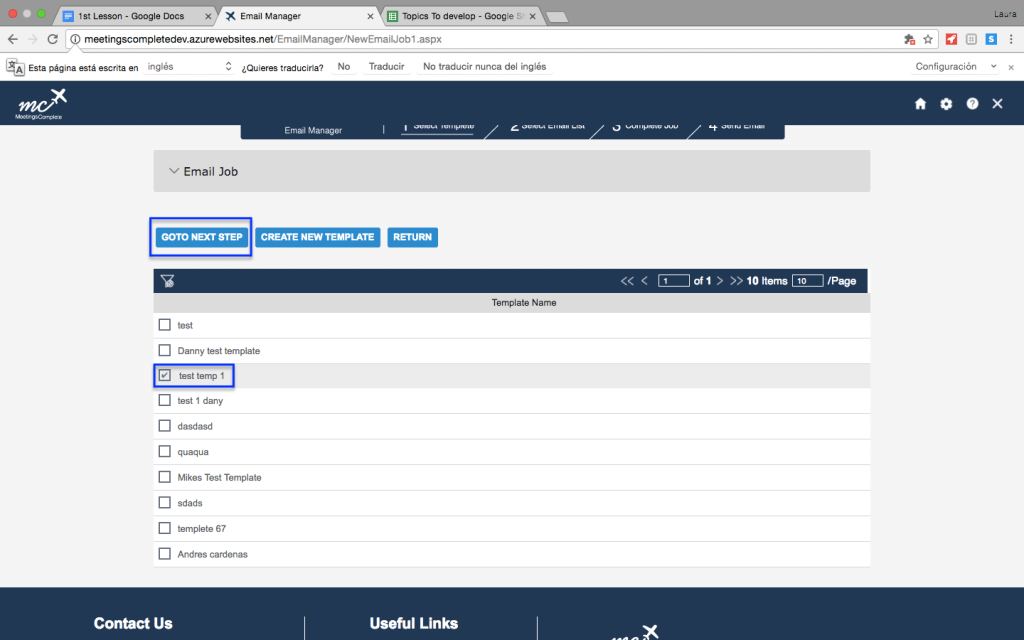 1st Lesson - Google Docs
Email Manager
Topics To develop - Google Sh
Laura
meetingscompletedev.azurewebsites.net/EmailManager/NewEmailJob1.aspx
Esta página está escrita en inglés ¿Quieres traducirla? No Traducir No traducir nunca del inglés Configuración
mc
MeetingsComplete
Email Manager 1 Select Template 2 Select Email List 3 Complete Job 4 Send Email
Email Job
GOTO NEXT STEP CREATE NEW TEMPLATE RETURN
<< < 1 of 1 > >> 10 Items 10 /Page
Template Name
test
Danny test template
test temp 1
test 1 dany
dasdasd
quaqua
Mikes Test Template
sdads
templete 67
Andres cardenas
Contact Us Useful Links
mc